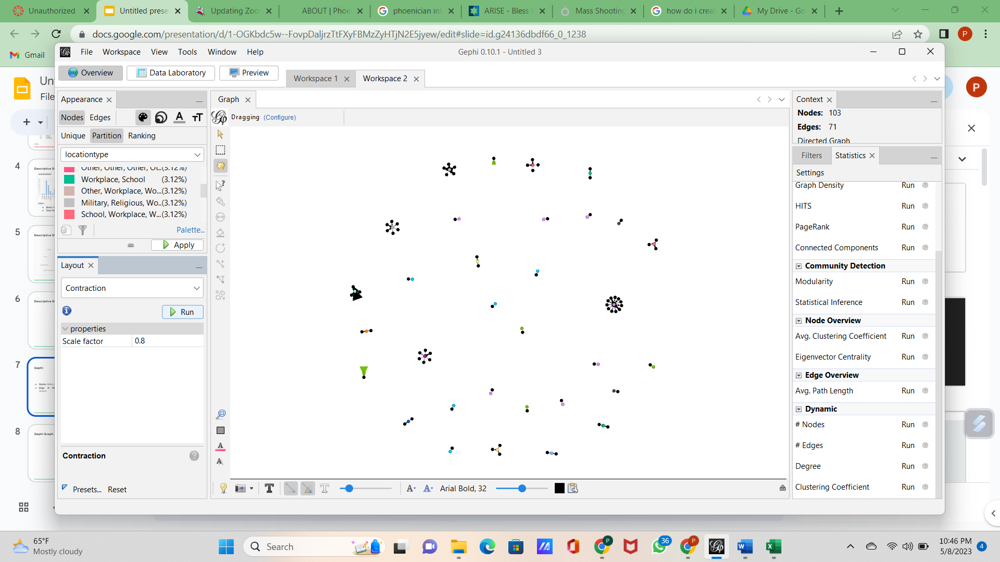 Unauthorized
Untitled prese
Updating Zoo
ABOUT | Phoe
phoenician int
ARISE - Bless
Mass Shooting
how do i creat
My Drive - Go
docs.google.com/presentation/d/1-OGKbdc5w--FovpDaljrzTtFXyFBMzZyHTjN2E5jyew/edit#slide=id.g24136dbdf66_0_1238
P
Gmail
File Workspace View Tools Window Help
Gephi 0.10.1 - Untitled 3
Overview Data Laboratory Preview
Workspace 1 Workspace 2
Unt
File
P
Appearance
Nodes Edges
Unique Partition Ranking
locationtype
Other, Other, Other, Ot...(3.12%)
Workplace, School (3.12%)
Other, Workplace, Wo...(3.12%)
Military, Religious, Wo..(3.12%)
School, Workplace, W...(3.12%)
Palette...
Apply
Layout
Contraction
Run
properties
Scale factor 0.8
Contraction
Presets... Reset
4
Descriptive S
5
6
Descriptive S
7
Gephi
8
Gephi Graph
Graph
Dragging (Configure)
Arial Bold, 32
Context
Nodes: 103
Edges: 71
Directed Graph
Filters Statistics
Settings
Graph Density Run
HITS Run
PageRank Run
Connected Components Run
Community Detection
Modularity Run
Statistical Inference Run
Node Overview
Avg. Clustering Coefficient Run
Eigenvector Centrality Run
Edge Overview
Avg. Path Length Run
Dynamic
# Nodes Run
# Edges Run
Degree Run
Clustering Coefficient Run
65°F
Mostly cloudy
Search
36
10:46 PM
5/8/2023
4